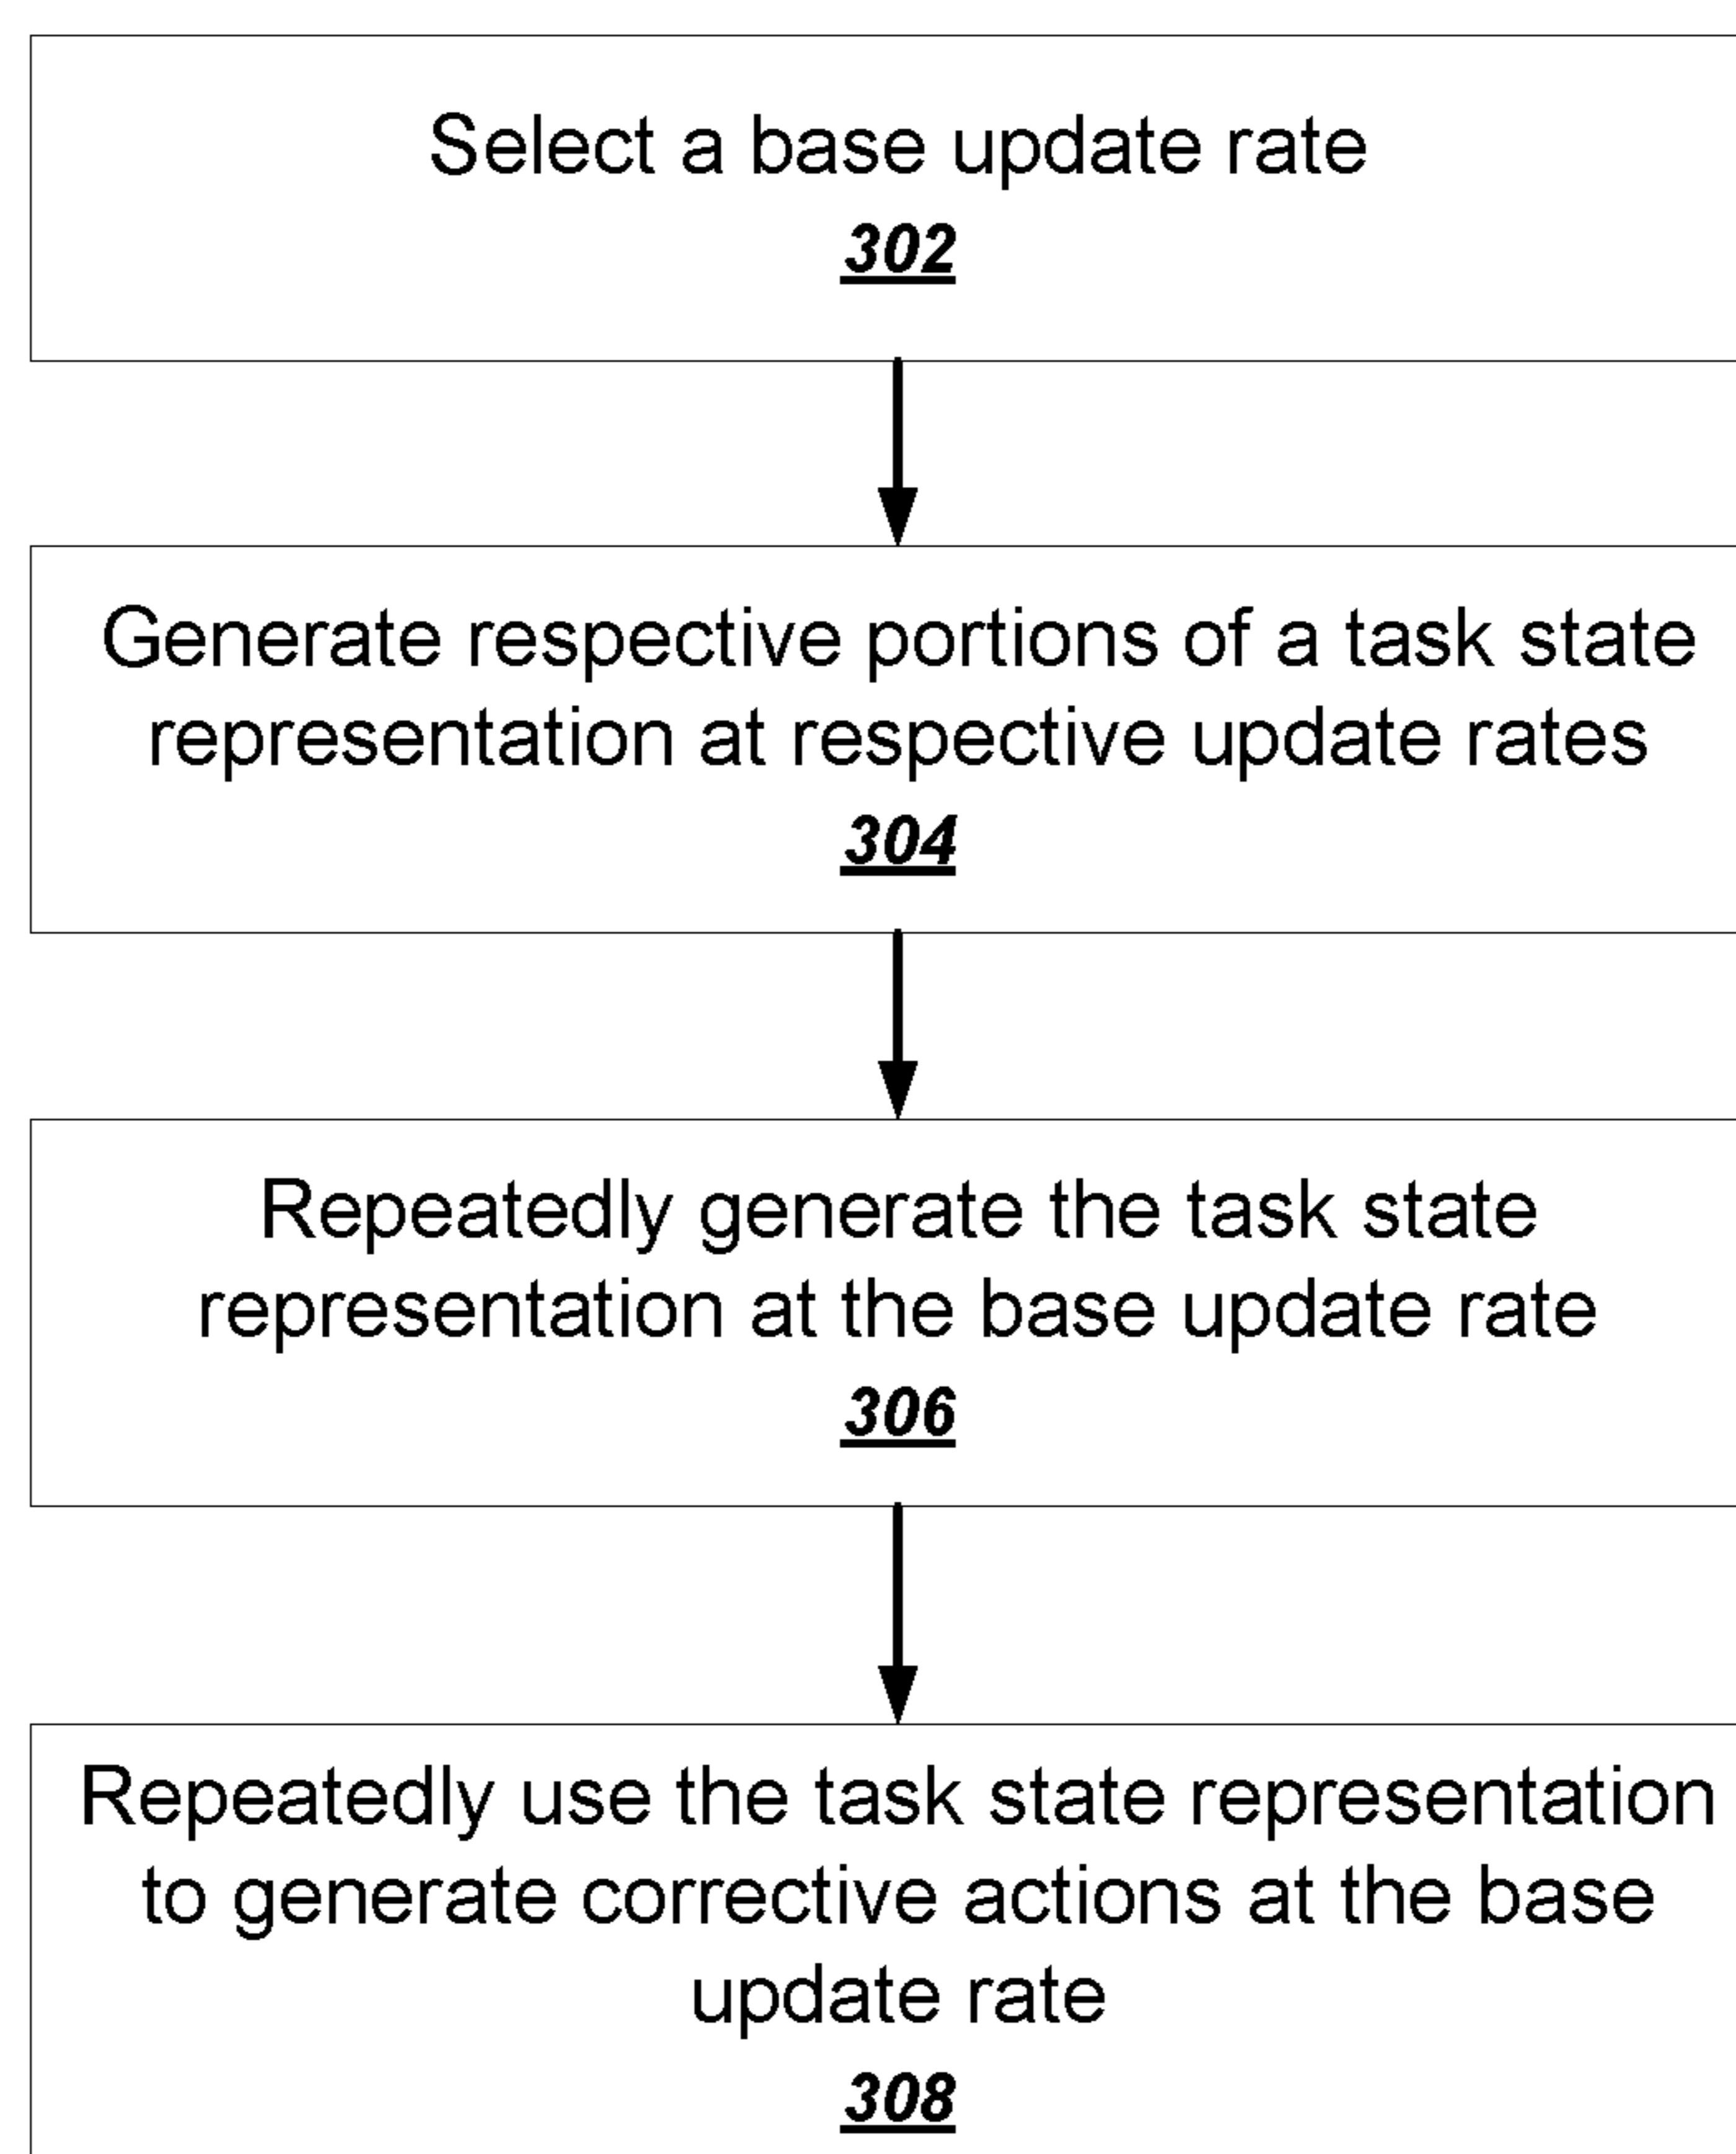 Select a base update rate
302
Generate respective portions of a task state
representation at respective update rates
304
Repeatedly generate the task state
representation at the base update rate
306
Repeatedly use the task state representation
to generate corrective actions at the base
update rate
308